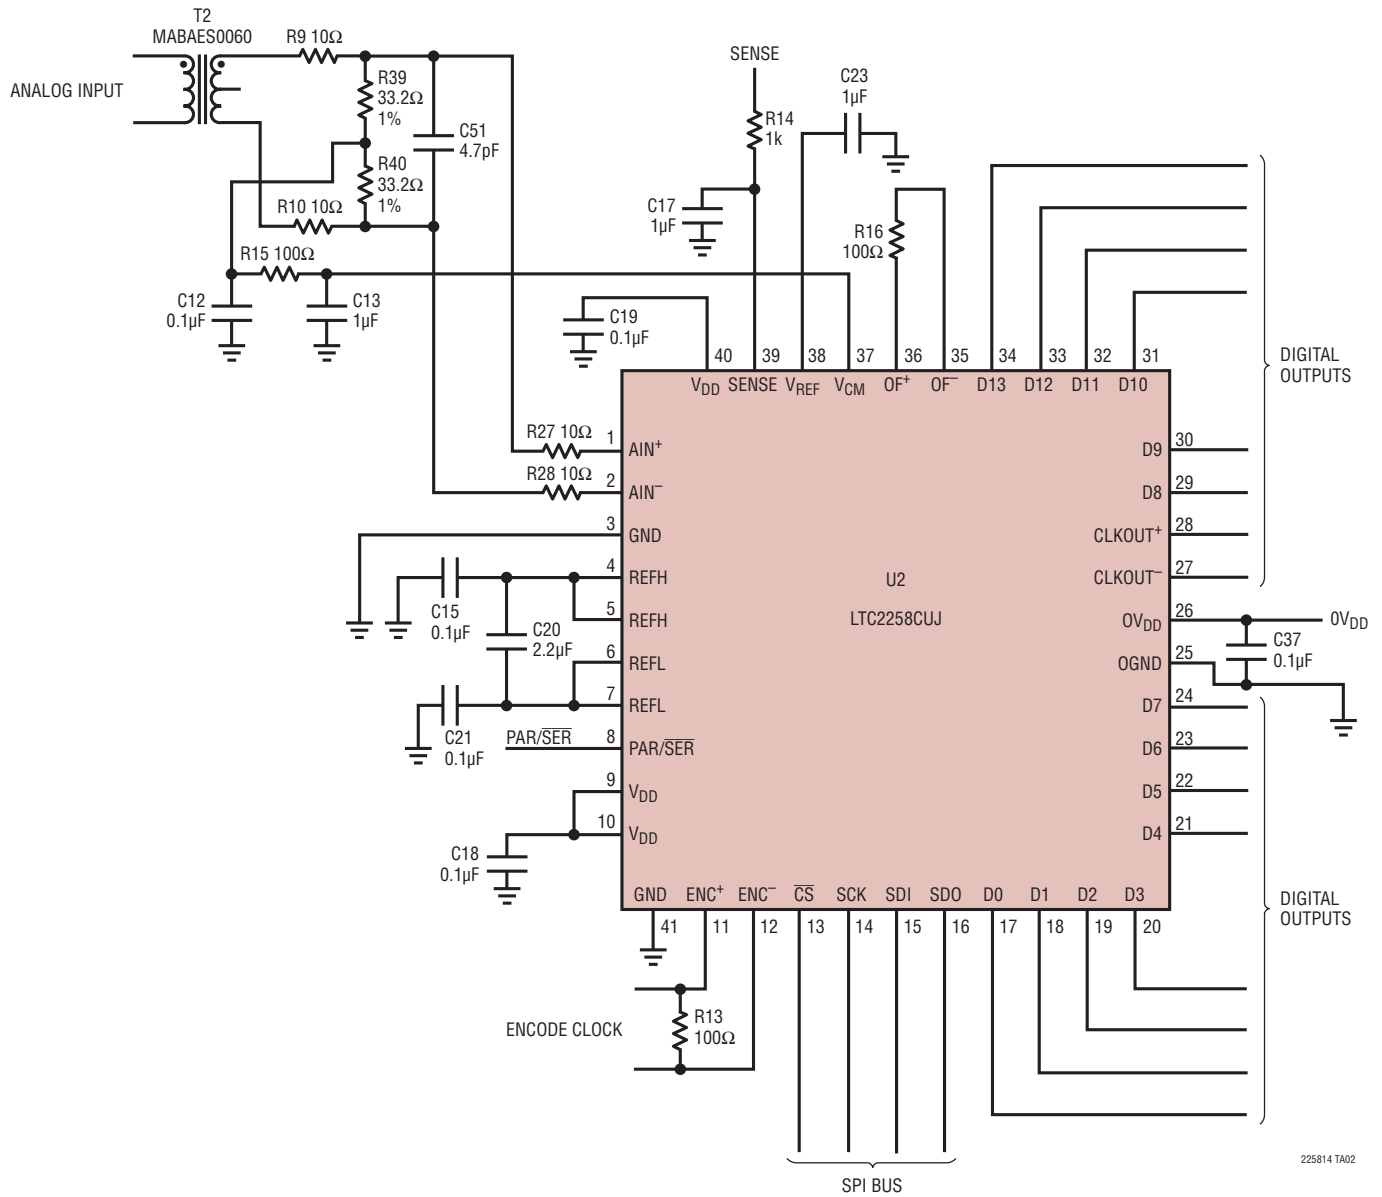 T2
MABAES0060
R9 10Ω
ANALOG INPUT
R39
33.2Ω
1%
C51
4.7pF
R40
33.2Ω
1%
R10 10Ω
R15 100Ω
C12
0.1µF
C13
1µF
SENSE
R14
1k
C23
1µF
C17
1µF
R16
100Ω
C19
0.1µF
40
39
38
37
36
35
34
33
32
31
VDD
SENSE
VREF
VCM
OF+
OF–
D13
D12
D11
D10
DIGITAL
OUTPUTS
R27 10Ω
1
AIN+
R28 10Ω
2
AIN–
3
GND
4
REFH
5
REFH
6
REFL
7
REFL
C15
0.1µF
C20
2.2µF
C21
0.1µF
PAR/SER
8
PAR/SER
9
VDD
10
VDD
C18
0.1µF
U2
LTC2258CUJ
D9
30
D8
29
CLKOUT+
28
CLKOUT–
27
OVDD
26
0VDD
OGND
25
C37
0.1µF
D7
24
D6
23
D5
22
D4
21
GND
ENC+
ENC–
CS
SCK
SDI
SDO
D0
D1
D2
D3
41
11
12
13
14
15
16
17
18
19
20
DIGITAL
OUTPUTS
ENCODE CLOCK
R13
100Ω
SPI BUS
225814 TA02